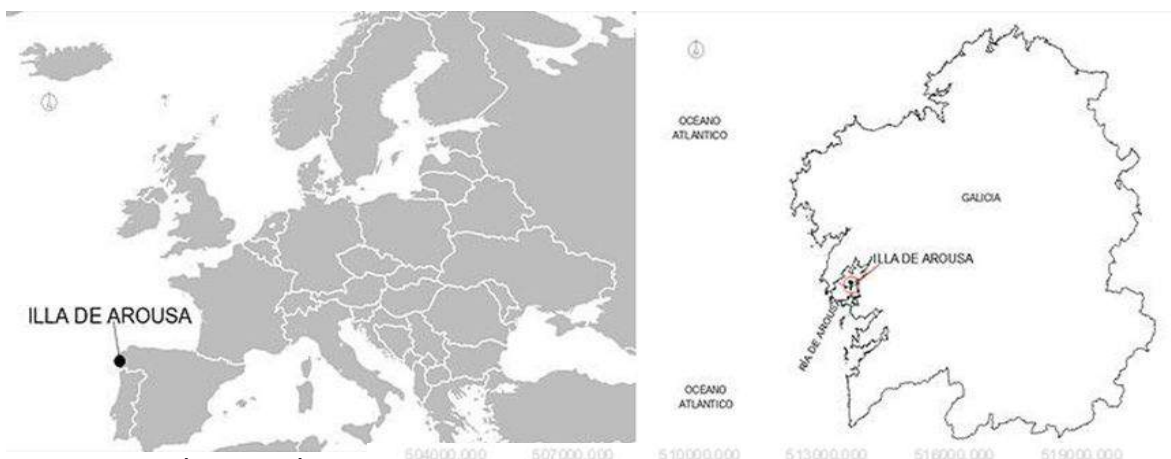 ILLA DE AROUSA
OCEANO
ATLANTICO
GALICIA
ILLA DE AROUSA
RÍA DE AROUSA
OCEANO
ATLANTICO
504000.000 507000.000 510000.000 513000.000 516000.000 519000.000